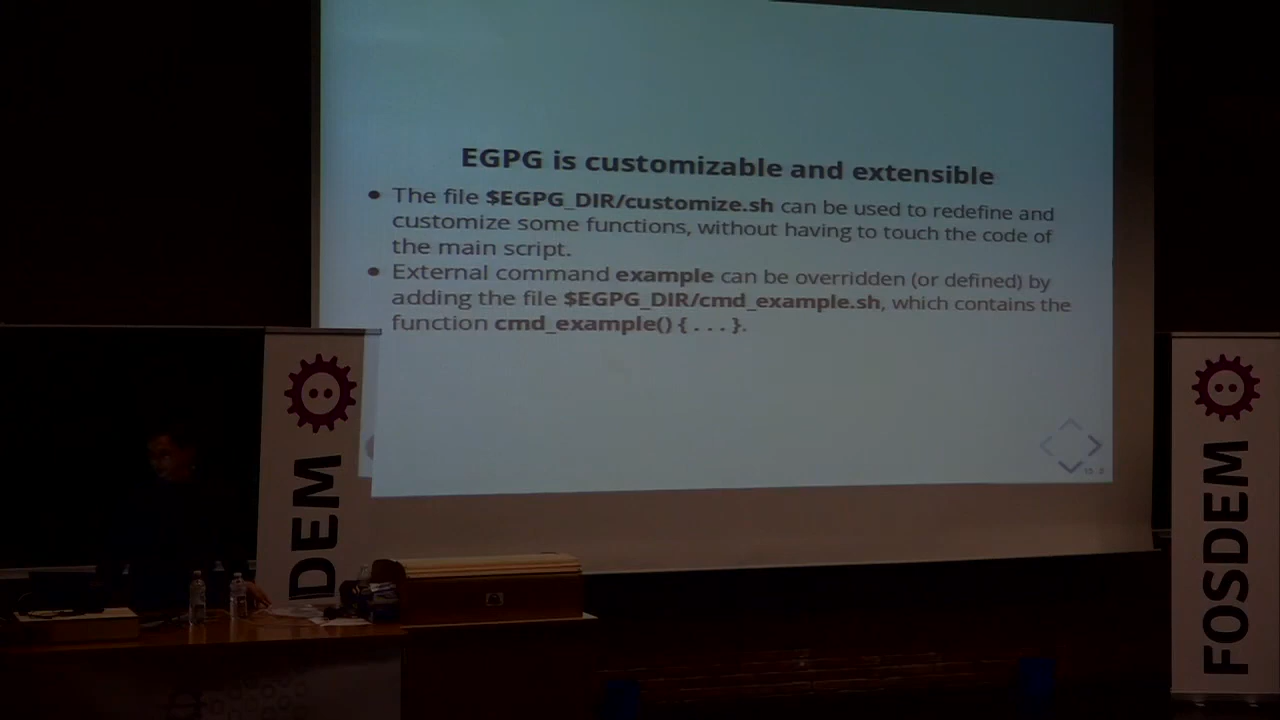 EGPG is customizable and extensible
The file $EGPG_DIR/customize.sh can be used to redefine and
customize some functions, without having to touch the code of
the main script.
External command example can be overridden (or defined) by
adding the file $EGPG_DIR/cmd_example.sh, which contains the
function cmd_example() { . . . }.
DEM
FOSDEM